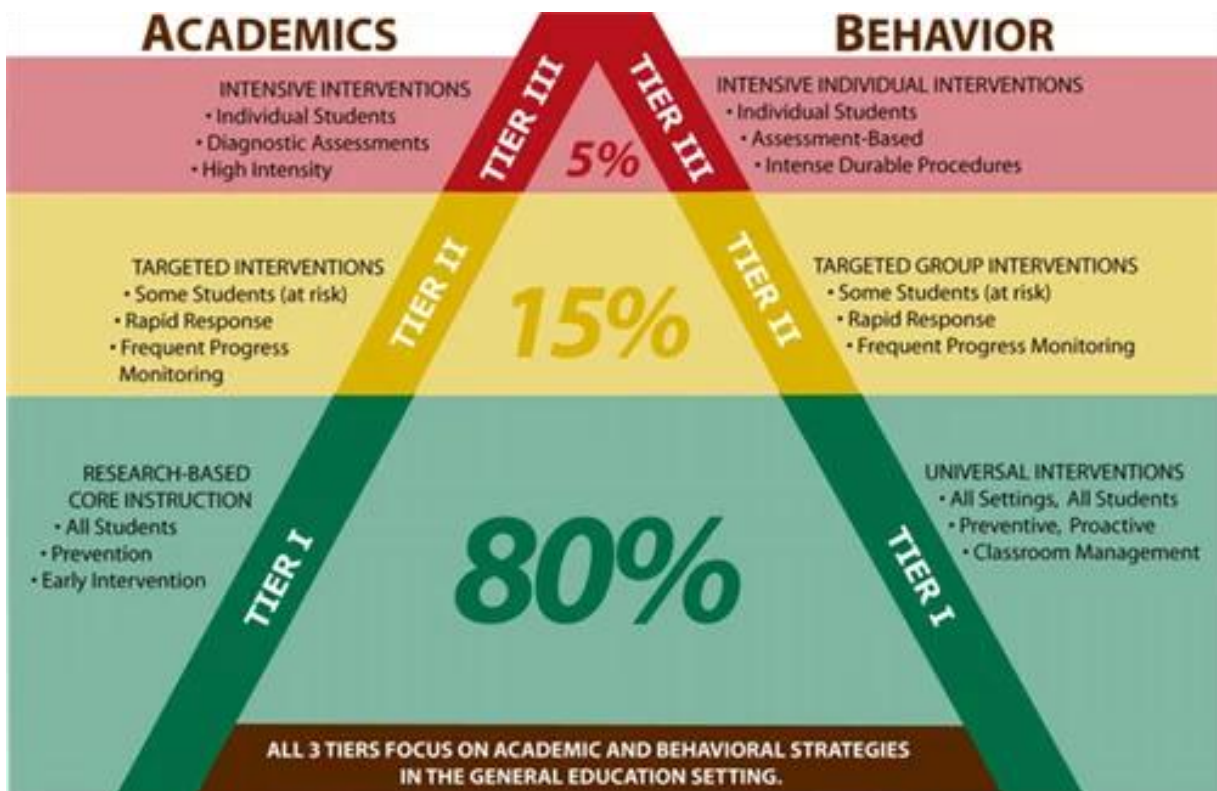 ACADEMICS
BEHAVIOR
INTENSIVE INTERVENTIONS
• Individual Students
• Diagnostic Assessments
• High Intensity
TIER III
5%
TIER III
INTENSIVE INDIVIDUAL INTERVENTIONS
• Individual Students
• Assessment-Based
• Intense Durable Procedures
TARGETED INTERVENTIONS
• Some Students (at risk)
• Rapid Response
• Frequent Progress
Monitoring
TIER II
15%
TIER II
TARGETED GROUP INTERVENTIONS
• Some Students (at risk)
• Rapid Response
• Frequent Progress Monitoring
RESEARCH-BASED
CORE INSTRUCTION
• All Students
• Prevention
• Early Intervention
TIER I
80%
TIER I
UNIVERSAL INTERVENTIONS
• All Settings, All Students
• Preventive, Proactive
• Classroom Management
ALL 3 TIERS FOCUS ON ACADEMIC AND BEHAVIORAL STRATEGIES
IN THE GENERAL EDUCATION SETTING.